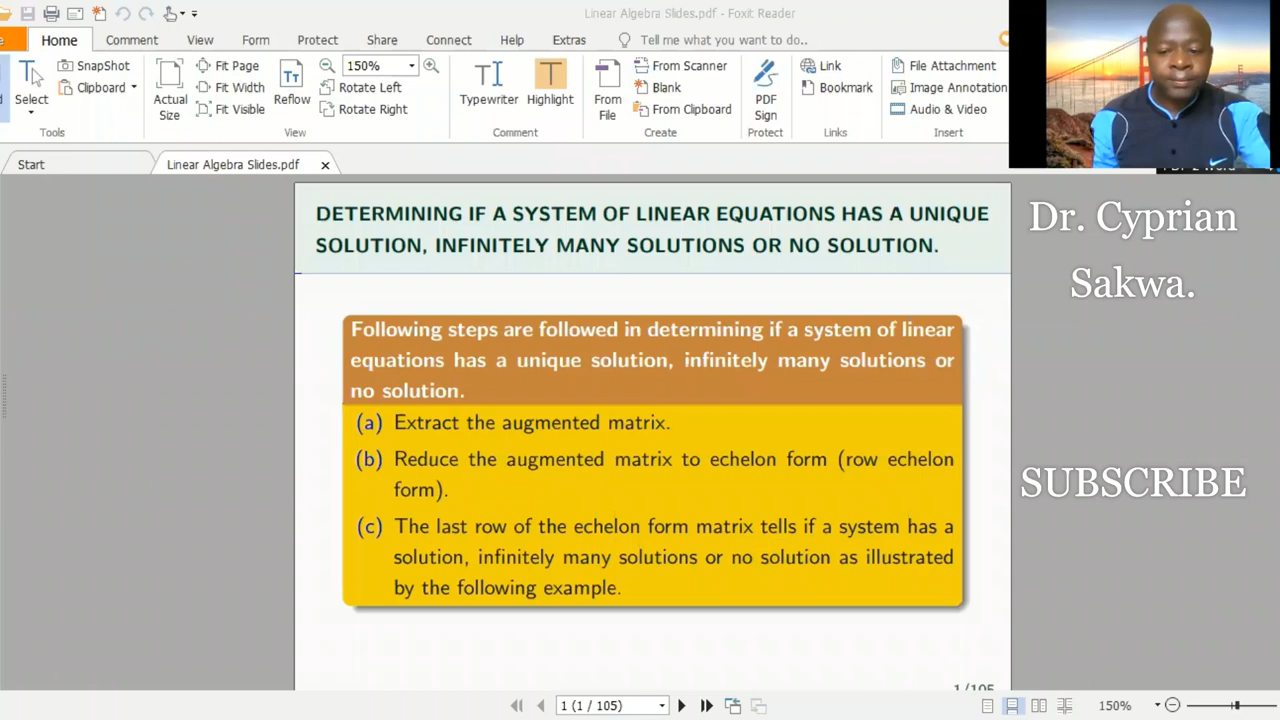 Linear Algebra Slides.pdf - Foxit Reader
Home Comment View Form Protect Share Connect Help Extras Tell me what you want to do..
SnapShot Fit Page 150% From Scanner Link File Attachment
Select Clipboard Actual Size Fit Width Reflow Rotate Left Typewriter Highlight From File Blank PDF Sign Bookmark Image Annotation
Fit Visible Rotate Right From Clipboard Audio & Video
Tools View Comment Create Protect Links Insert
Start Linear Algebra Slides.pdf
DETERMINING IF A SYSTEM OF LINEAR EQUATIONS HAS A UNIQUE
SOLUTION, INFINITELY MANY SOLUTIONS OR NO SOLUTION.
Following steps are followed in determining if a system of linear
equations has a unique solution, infinitely many solutions or
no solution.
(a) Extract the augmented matrix.
(b) Reduce the augmented matrix to echelon form (row echelon
form).
(c) The last row of the echelon form matrix tells if a system has a
solution, infinitely many solutions or no solution as illustrated
by the following example.
1/105
Dr. Cyprian
Sakwa.
SUBSCRIBE
1 (1 / 105) 150%